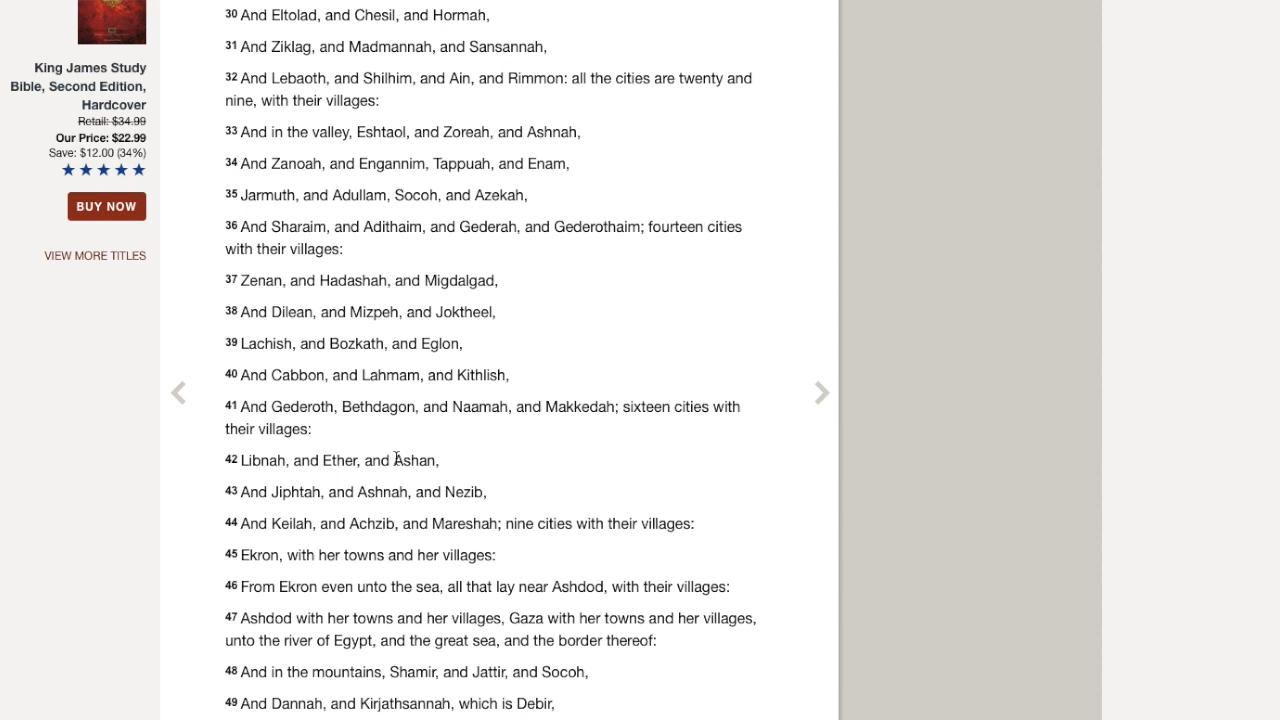 King James Study
Bible, Second Edition,
Hardcover
Retail: $34.99
Our Price: $22.99
Save: $12.00 (34%)
BUY NOW
VIEW MORE TITLES
30 And Eltolad, and Chesil, and Hormah,
31 And Ziklag, and Madmannah, and Sansannah,
32 And Lebaoth, and Shilhim, and Ain, and Rimmon: all the cities are twenty and
nine, with their villages:
33 And in the valley, Eshtaol, and Zoreah, and Ashnah,
34 And Zanoah, and Engannim, Tappuah, and Enam,
35 Jarmuth, and Adullam, Socoh, and Azekah,
36 And Sharaim, and Adithaim, and Gederah, and Gederothaim; fourteen cities
with their villages:
37 Zenan, and Hadashah, and Migdalgad,
38 And Dilean, and Mizpeh, and Joktheel,
39 Lachish, and Bozkath, and Eglon,
40 And Cabbon, and Lahmam, and Kithlish,
41 And Gederoth, Bethdagon, and Naamah, and Makkedah; sixteen cities with
their villages:
42 Libnah, and Ether, and Ashan,
43 And Jiphtah, and Ashnah, and Nezib,
44 And Keilah, and Achzib, and Mareshah; nine cities with their villages:
45 Ekron, with her towns and her villages:
46 From Ekron even unto the sea, all that lay near Ashdod, with their villages:
47 Ashdod with her towns and her villages, Gaza with her towns and her villages,
unto the river of Egypt, and the great sea, and the border thereof:
48 And in the mountains, Shamir, and Jattir, and Socoh,
49 And Dannah, and Kirjathsannah, which is Debir,